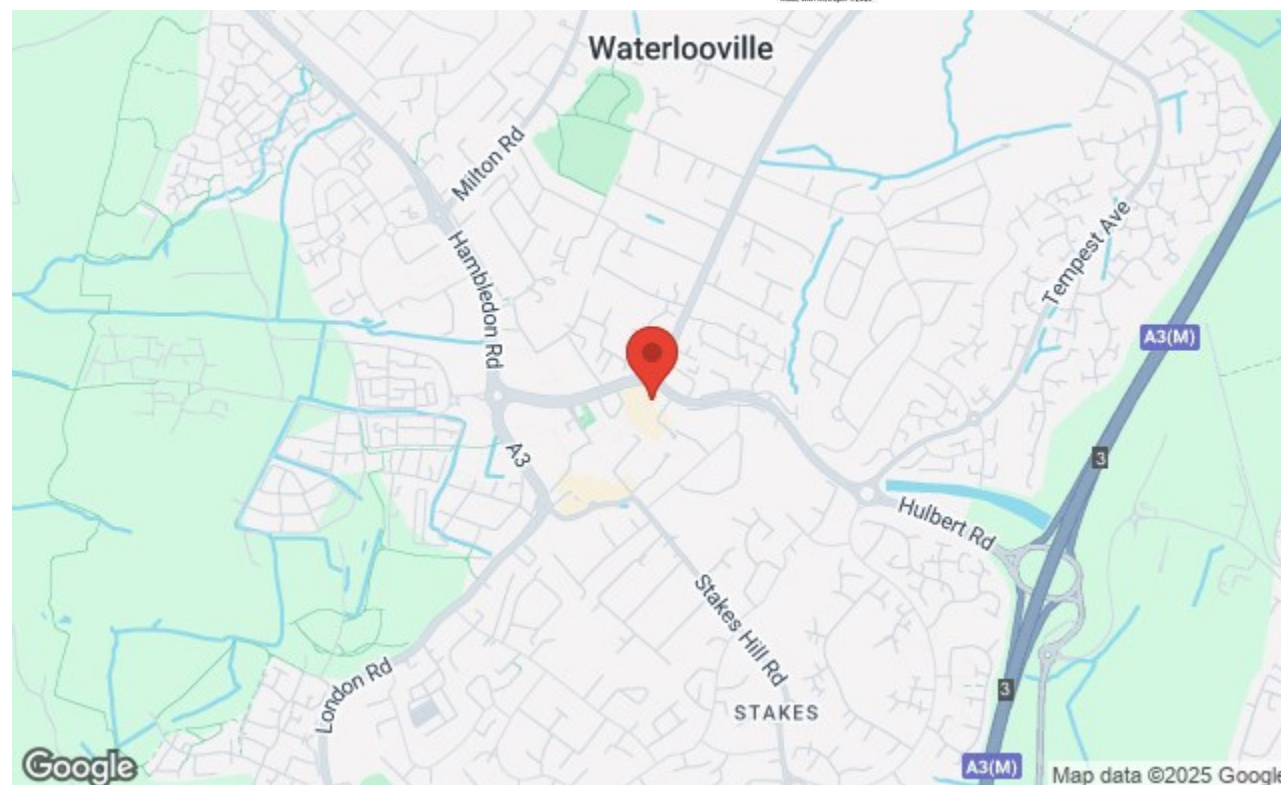 Waterlooville
Milton Rd
Hambledon Rd
Tempest Ave
A3(M)
A3
3
Hulbert Rd
Stakes Hill Rd
London Rd
3
STAKES
A3(M)
Google
Map data ©2025 Google